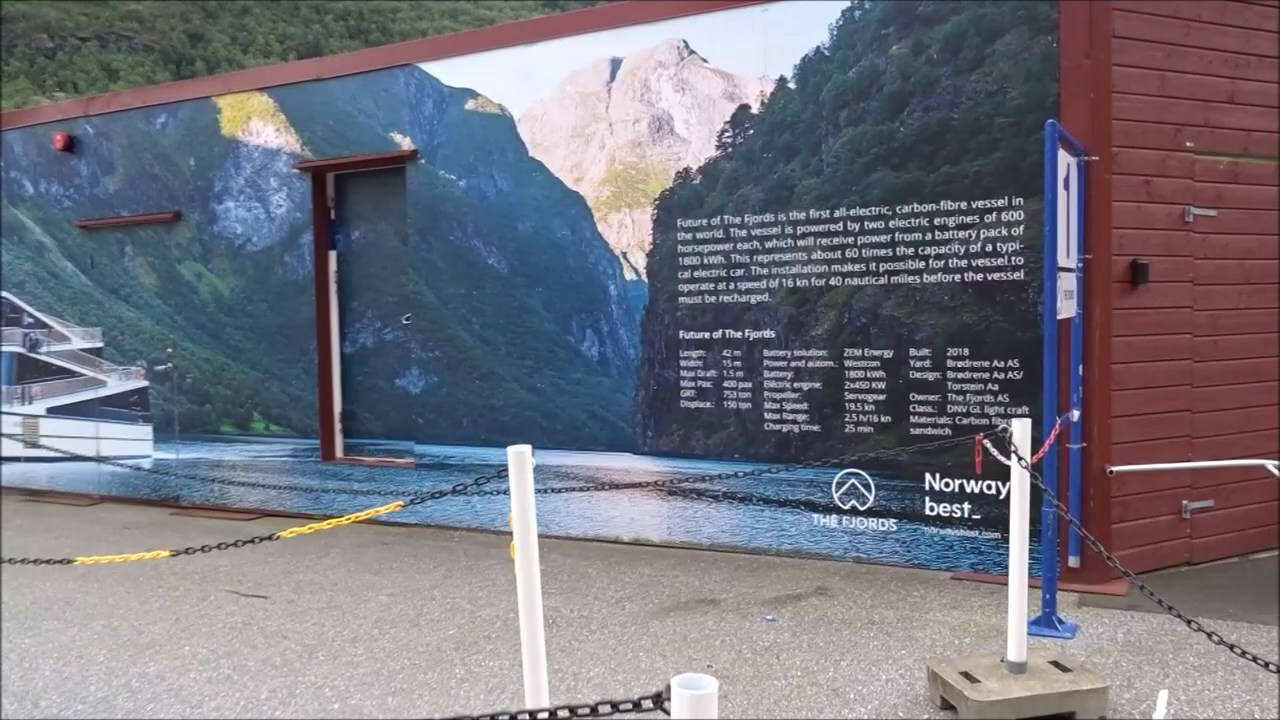 Future of The Fjords is the first all-electric, carbon-fibre vessel in
the world. The vessel is powered by two electric engines of 600
horsepower each, which will receive power from a battery pack of
1800 kWh. This represents about 60 times the capacity of a typi-
cal electric car. The installation makes it possible for the vessel to
operate at a speed of 16 kn for 40 nautical miles before the vessel
must be recharged.
Future of The Fjords
Length: 42 m
Width: 15 m
Max Draft: 1.5 m
Max Pax: 400 pax
GRT: 753 ton
Displace.: 150 ton
Battery solution: ZEM Energy
Power and autom.: Westcon
Battery: 1800 kWh
Electric engine: 2x450 KW
Propeller: Servogear
Max Speed: 19.5 kn
Max Range: 2,5 h/16 kn
Charging time: 25 min
Built: 2018
Yard: Brødrene Aa AS
Design: Brødrene Aa AS/
Torstein Aa
Owner: The Fjords AS
Class.: DNV GL light craft
Materials: Carbon fibre
sandwich
THE FJORDS
Norway's
best_
norwaysbest.com
1